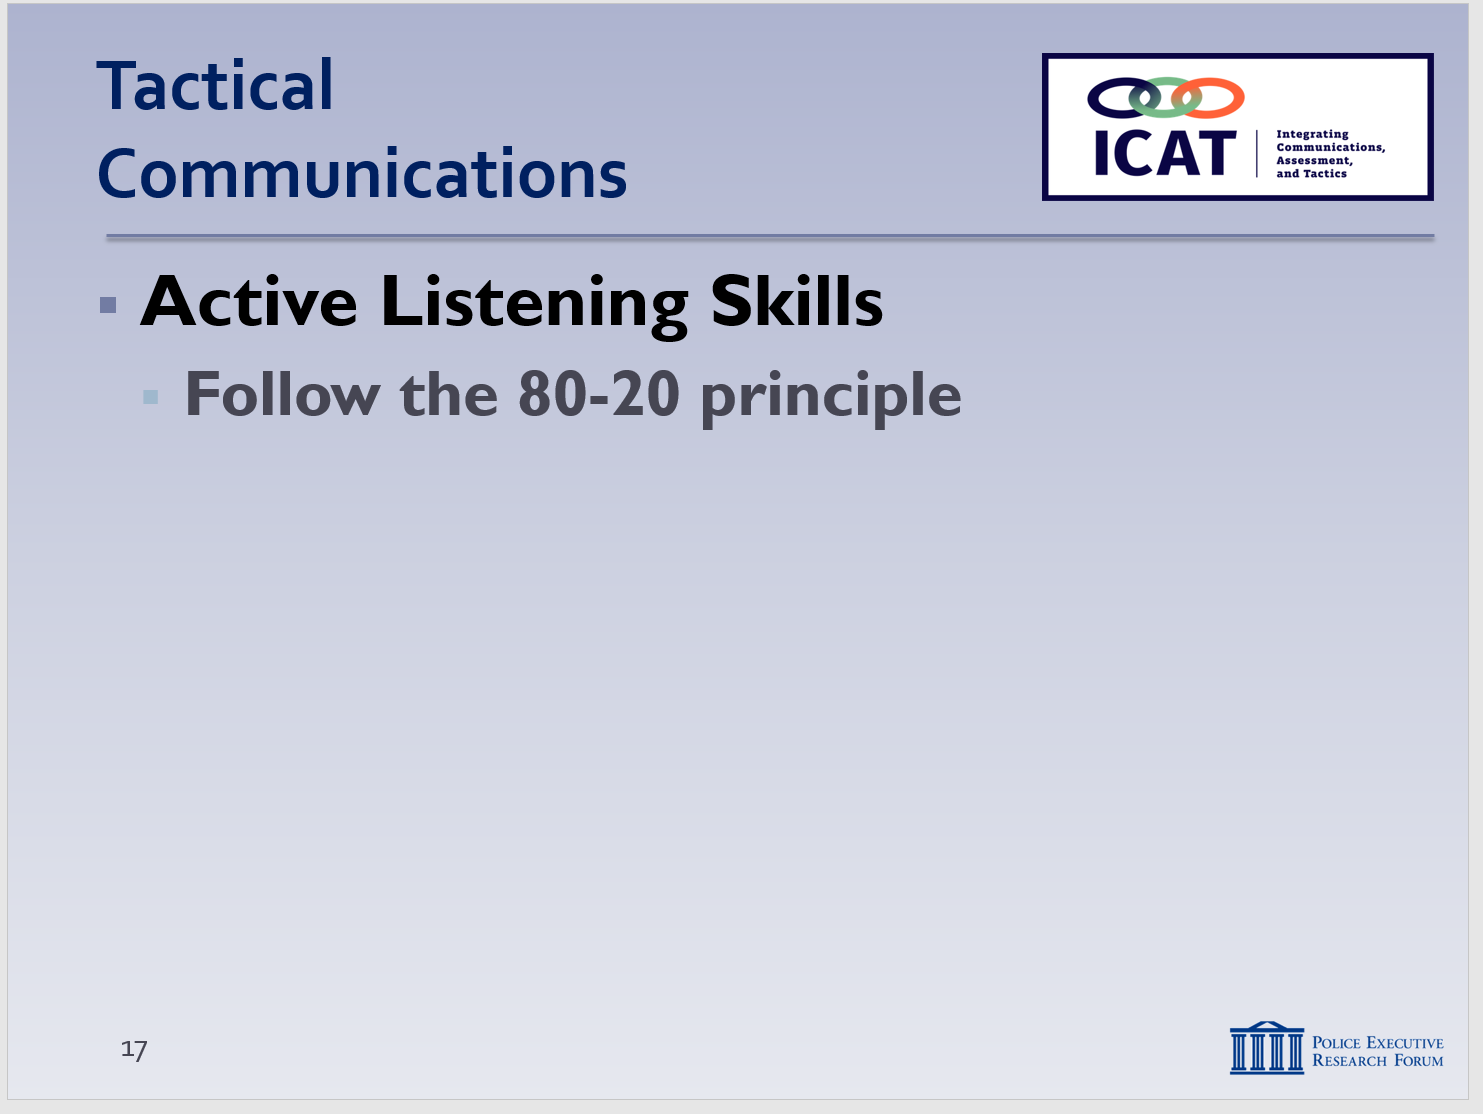 Tactical
Communications
ICAT
Integrating
Communications,
Assessment,
and Tactics
Active Listening Skills
Follow the 80-20 principle
17
POLICE EXECUTIVE
RESEARCH FORUM